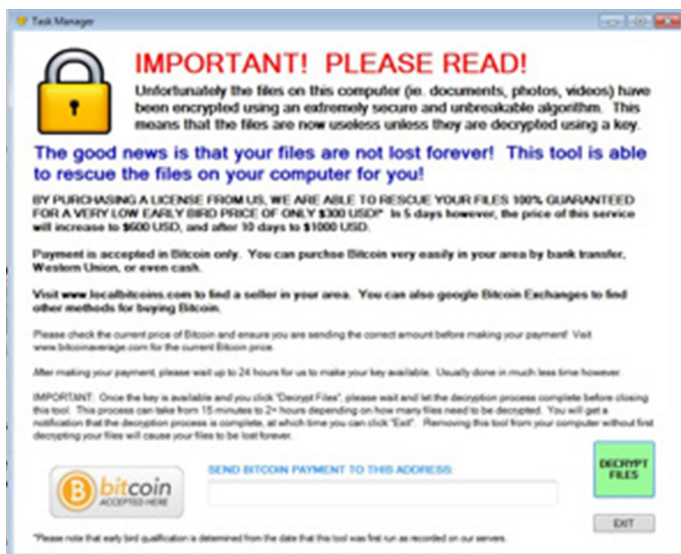 Task Manager
IMPORTANT! PLEASE READ!
Unfortunately the files on this computer (ie. documents, photos, videos) have
been encrypted using an extremely secure and unbreakable algorithm. This
means that the files are now useless unless they are decrypted using a key.
The good news is that your files are not lost forever! This tool is able
to rescue the files on your computer for you!
BY PURCHASING A LICENSE FROM US, WE ARE ABLE TO RESCUE YOUR FILES 100% GUARANTEED
FOR A VERY LOW EARLY BIRD PRICE OF ONLY $300 USD!* In 5 days however, the price of this service
will increase to $600 USD, and after 10 days to $1000 USD.
Payment is accepted in Bitcoin only. You can purchse Bitcoin very easily in your area by bank transfer,
Western Union, or even cash.
Visit www.localbitcoins.com to find a seller in your area. You can also google Bitcoin Exchanges to find
other methods for buying Bitcoin.
Please check the current price of Bitcoin and ensure you are sending the correct amount before making your payment! Visit
www.bitcoinaverage.com for the current Bitcoin price.
After making your payment, please wait up to 24 hours for us to make your key available. Usually done in much less time however.
IMPORTANT: Once the key is available and you click "Decrypt Files", please wait and let the decryption process complete before closing
this tool. This process can take from 15 minutes to 2+ hours depending on how many files need to be decrypted. You will get a
notification that the decryption process is complete, at which time you can click "Exit". Removing this tool from your computer without first
decrypting your files will cause your files to be lost forever.
bitcoin
ACCEPTED HERE
SEND BITCOIN PAYMENT TO THIS ADDRESS:
DECRYPT
FILES
EXIT
*Please note that early bird qualification is determined from the date that this tool was first run as recorded on our servers.